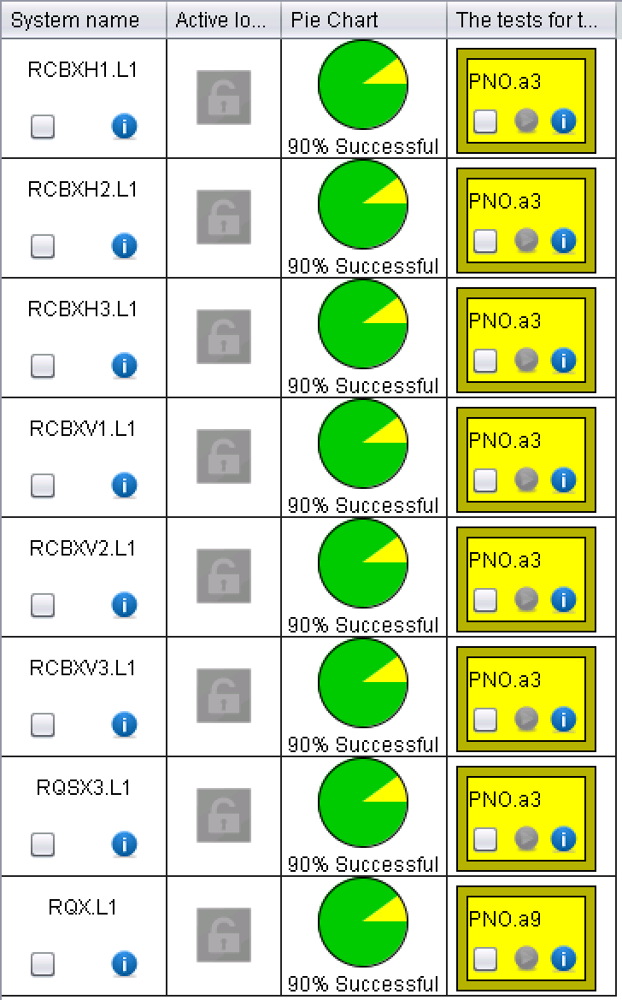 System name Active lo... Pie Chart The tests for t...
RCBXH1.L1
PNO.a3
90% Successful
RCBXH2.L1
PNO.a3
90% Successful
RCBXH3.L1
PNO.a3
90% Successful
RCBXV1.L1
PNO.a3
90% Successful
RCBXV2.L1
PNO.a3
90% Successful
RCBXV3.L1
PNO.a3
90% Successful
RQSX3.L1
PNO.a3
90% Successful
RQX.L1
PNO.a9
90% Successful